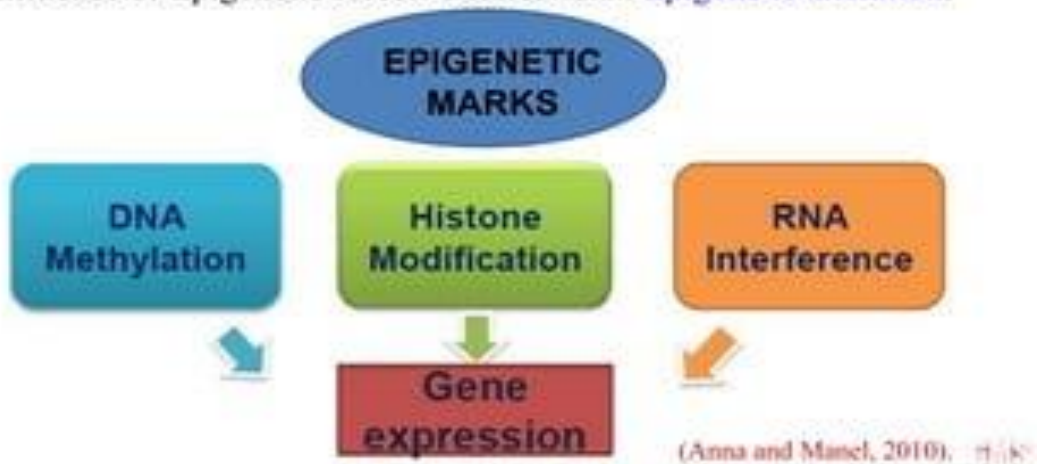 EPIGENETIC
MARKS
DNA
Methylation
Histone
Modification
RNA
Interference
Gene
expression
(Anna and Manel, 2010).